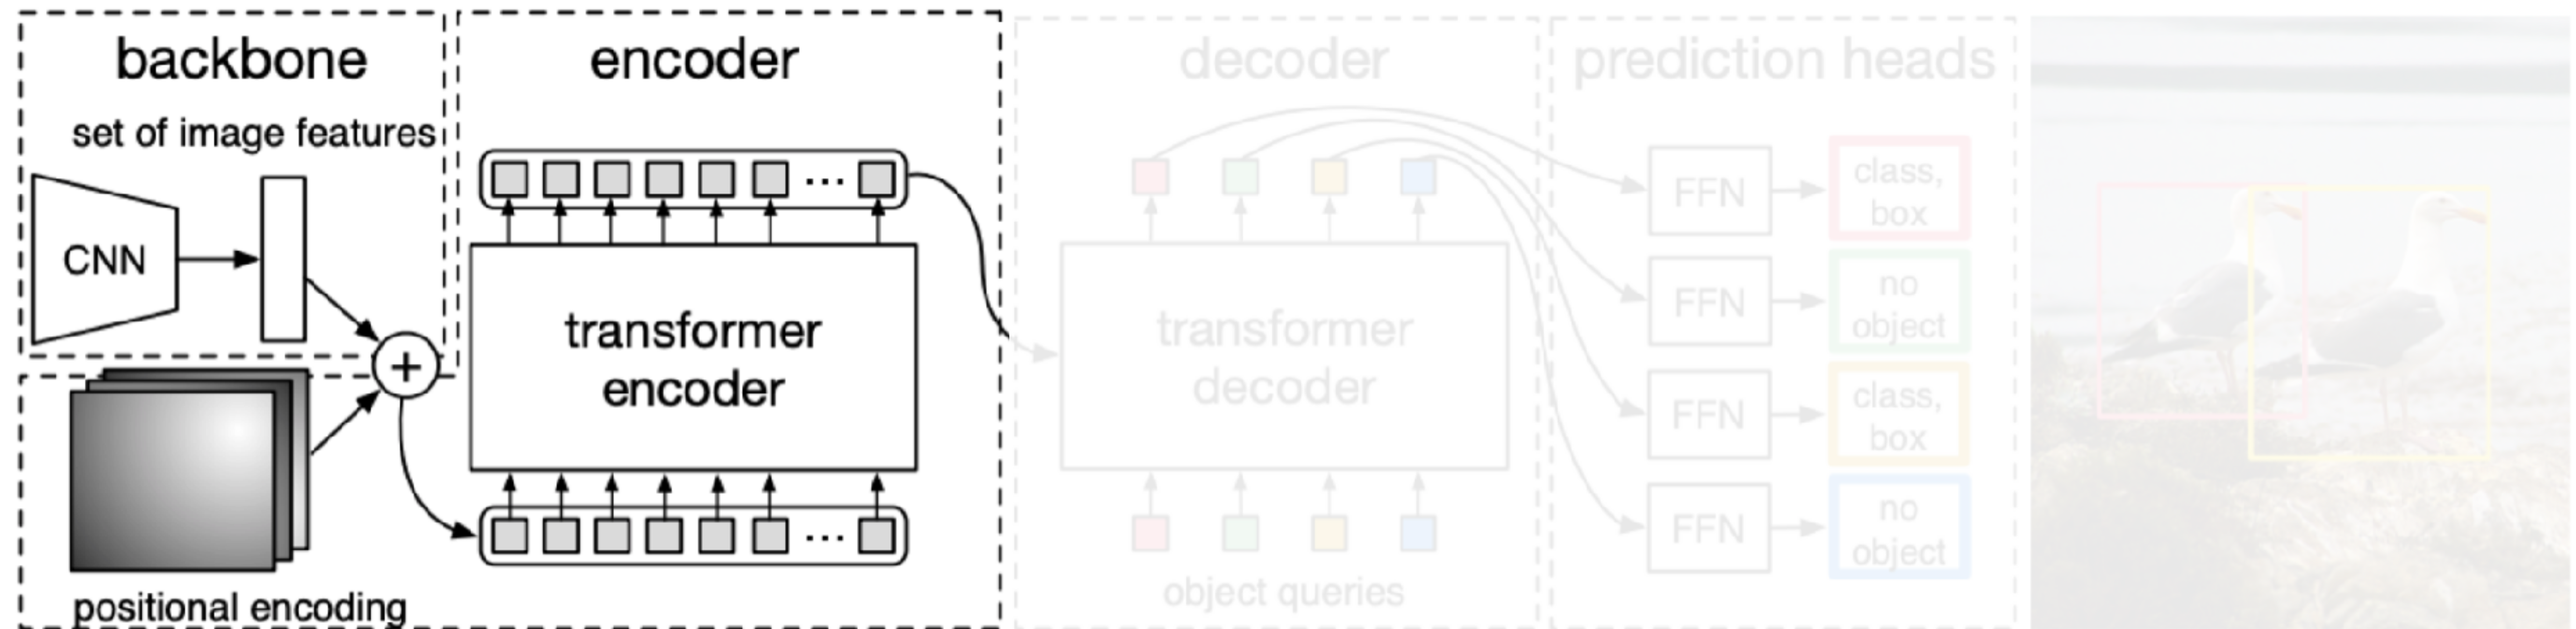 backbone
set of image features
CNN
+
positional encoding
encoder
transformer
encoder
...
...
decoder
transformer
decoder
object queries
prediction heads
FFN
class,
box
FFN
no
object
FFN
class,
box
FFN
no
object